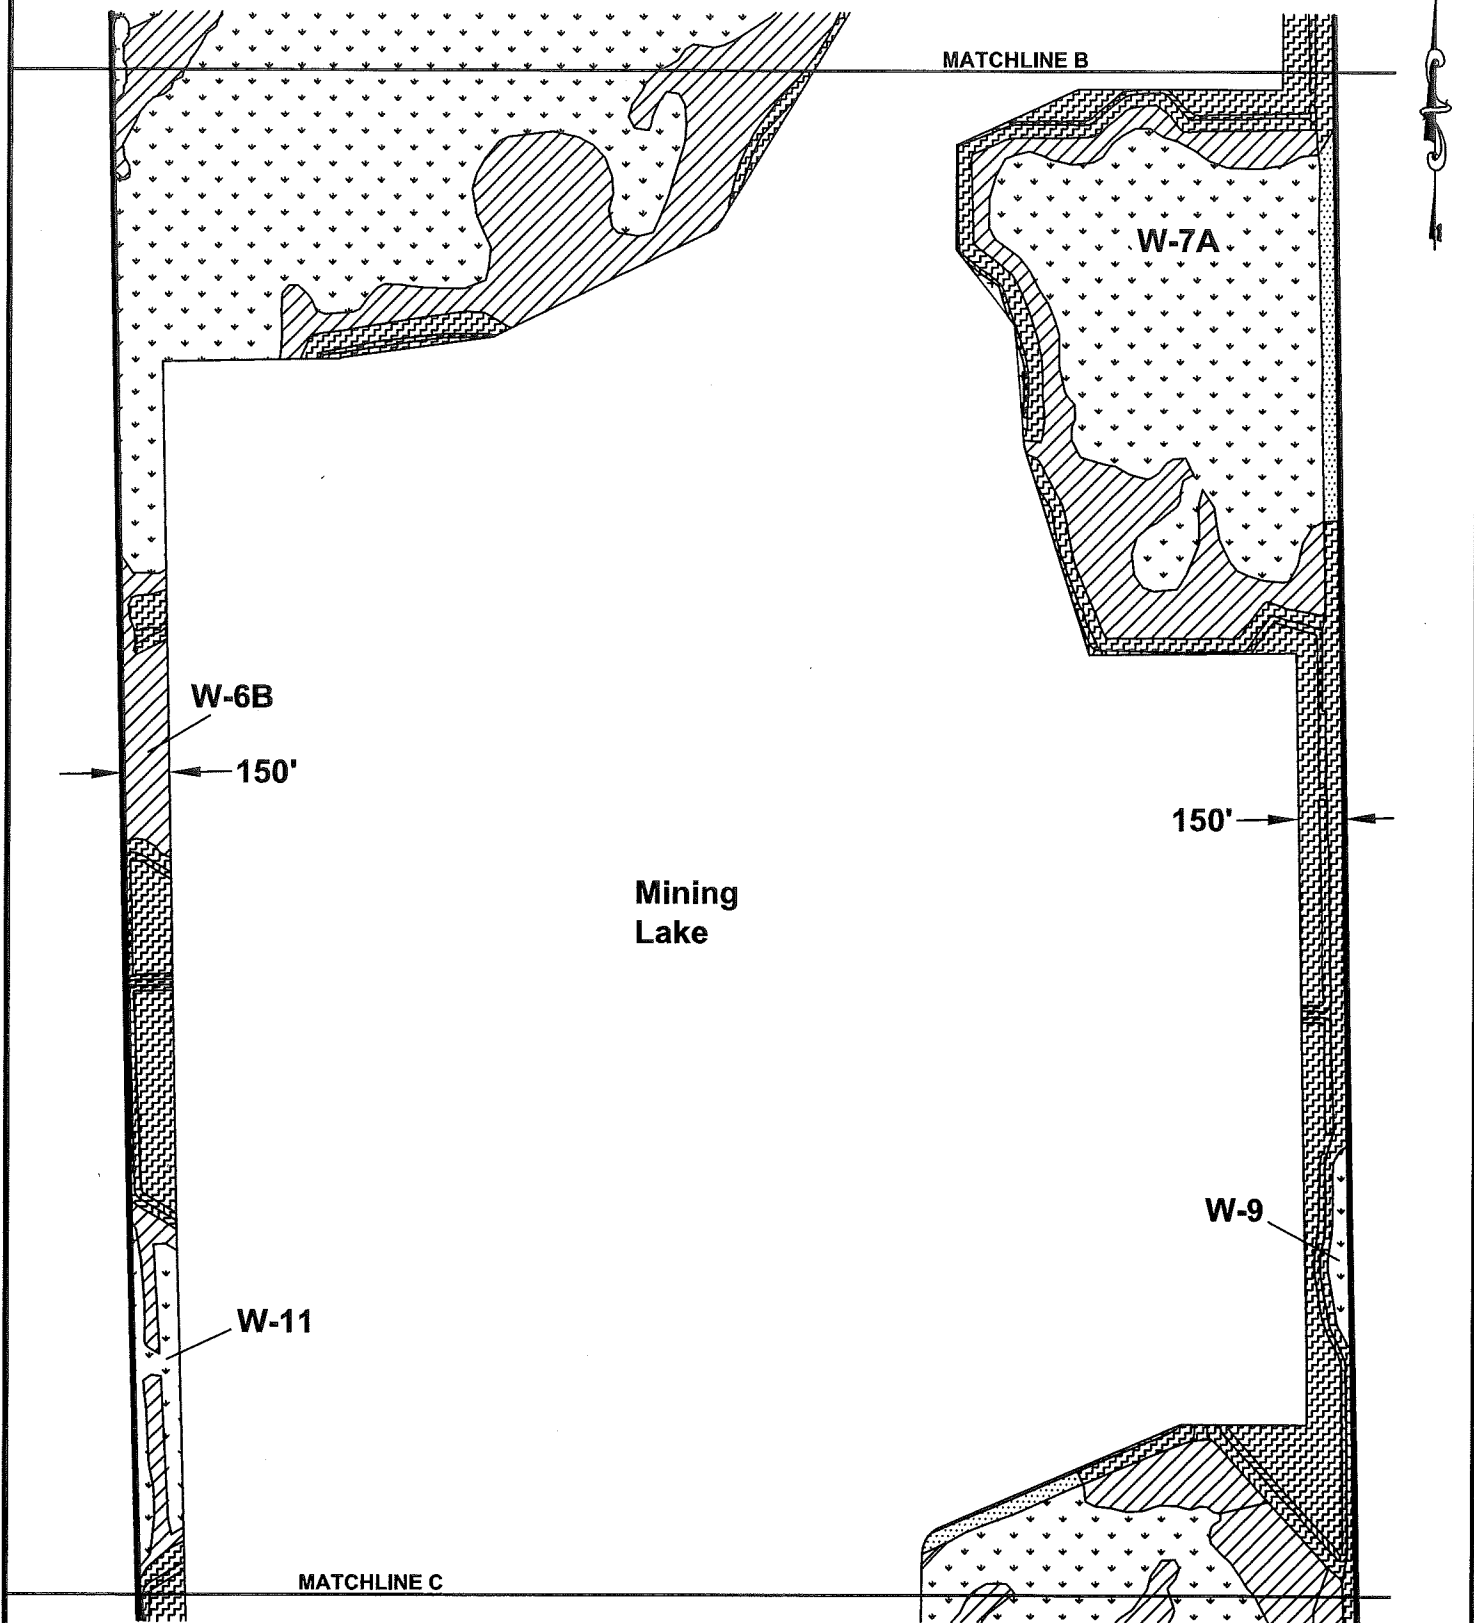 MATCHLINE B
W-7A
W-6B
150'
150'
Mining
Lake
W-9
W-11
MATCHLINE C